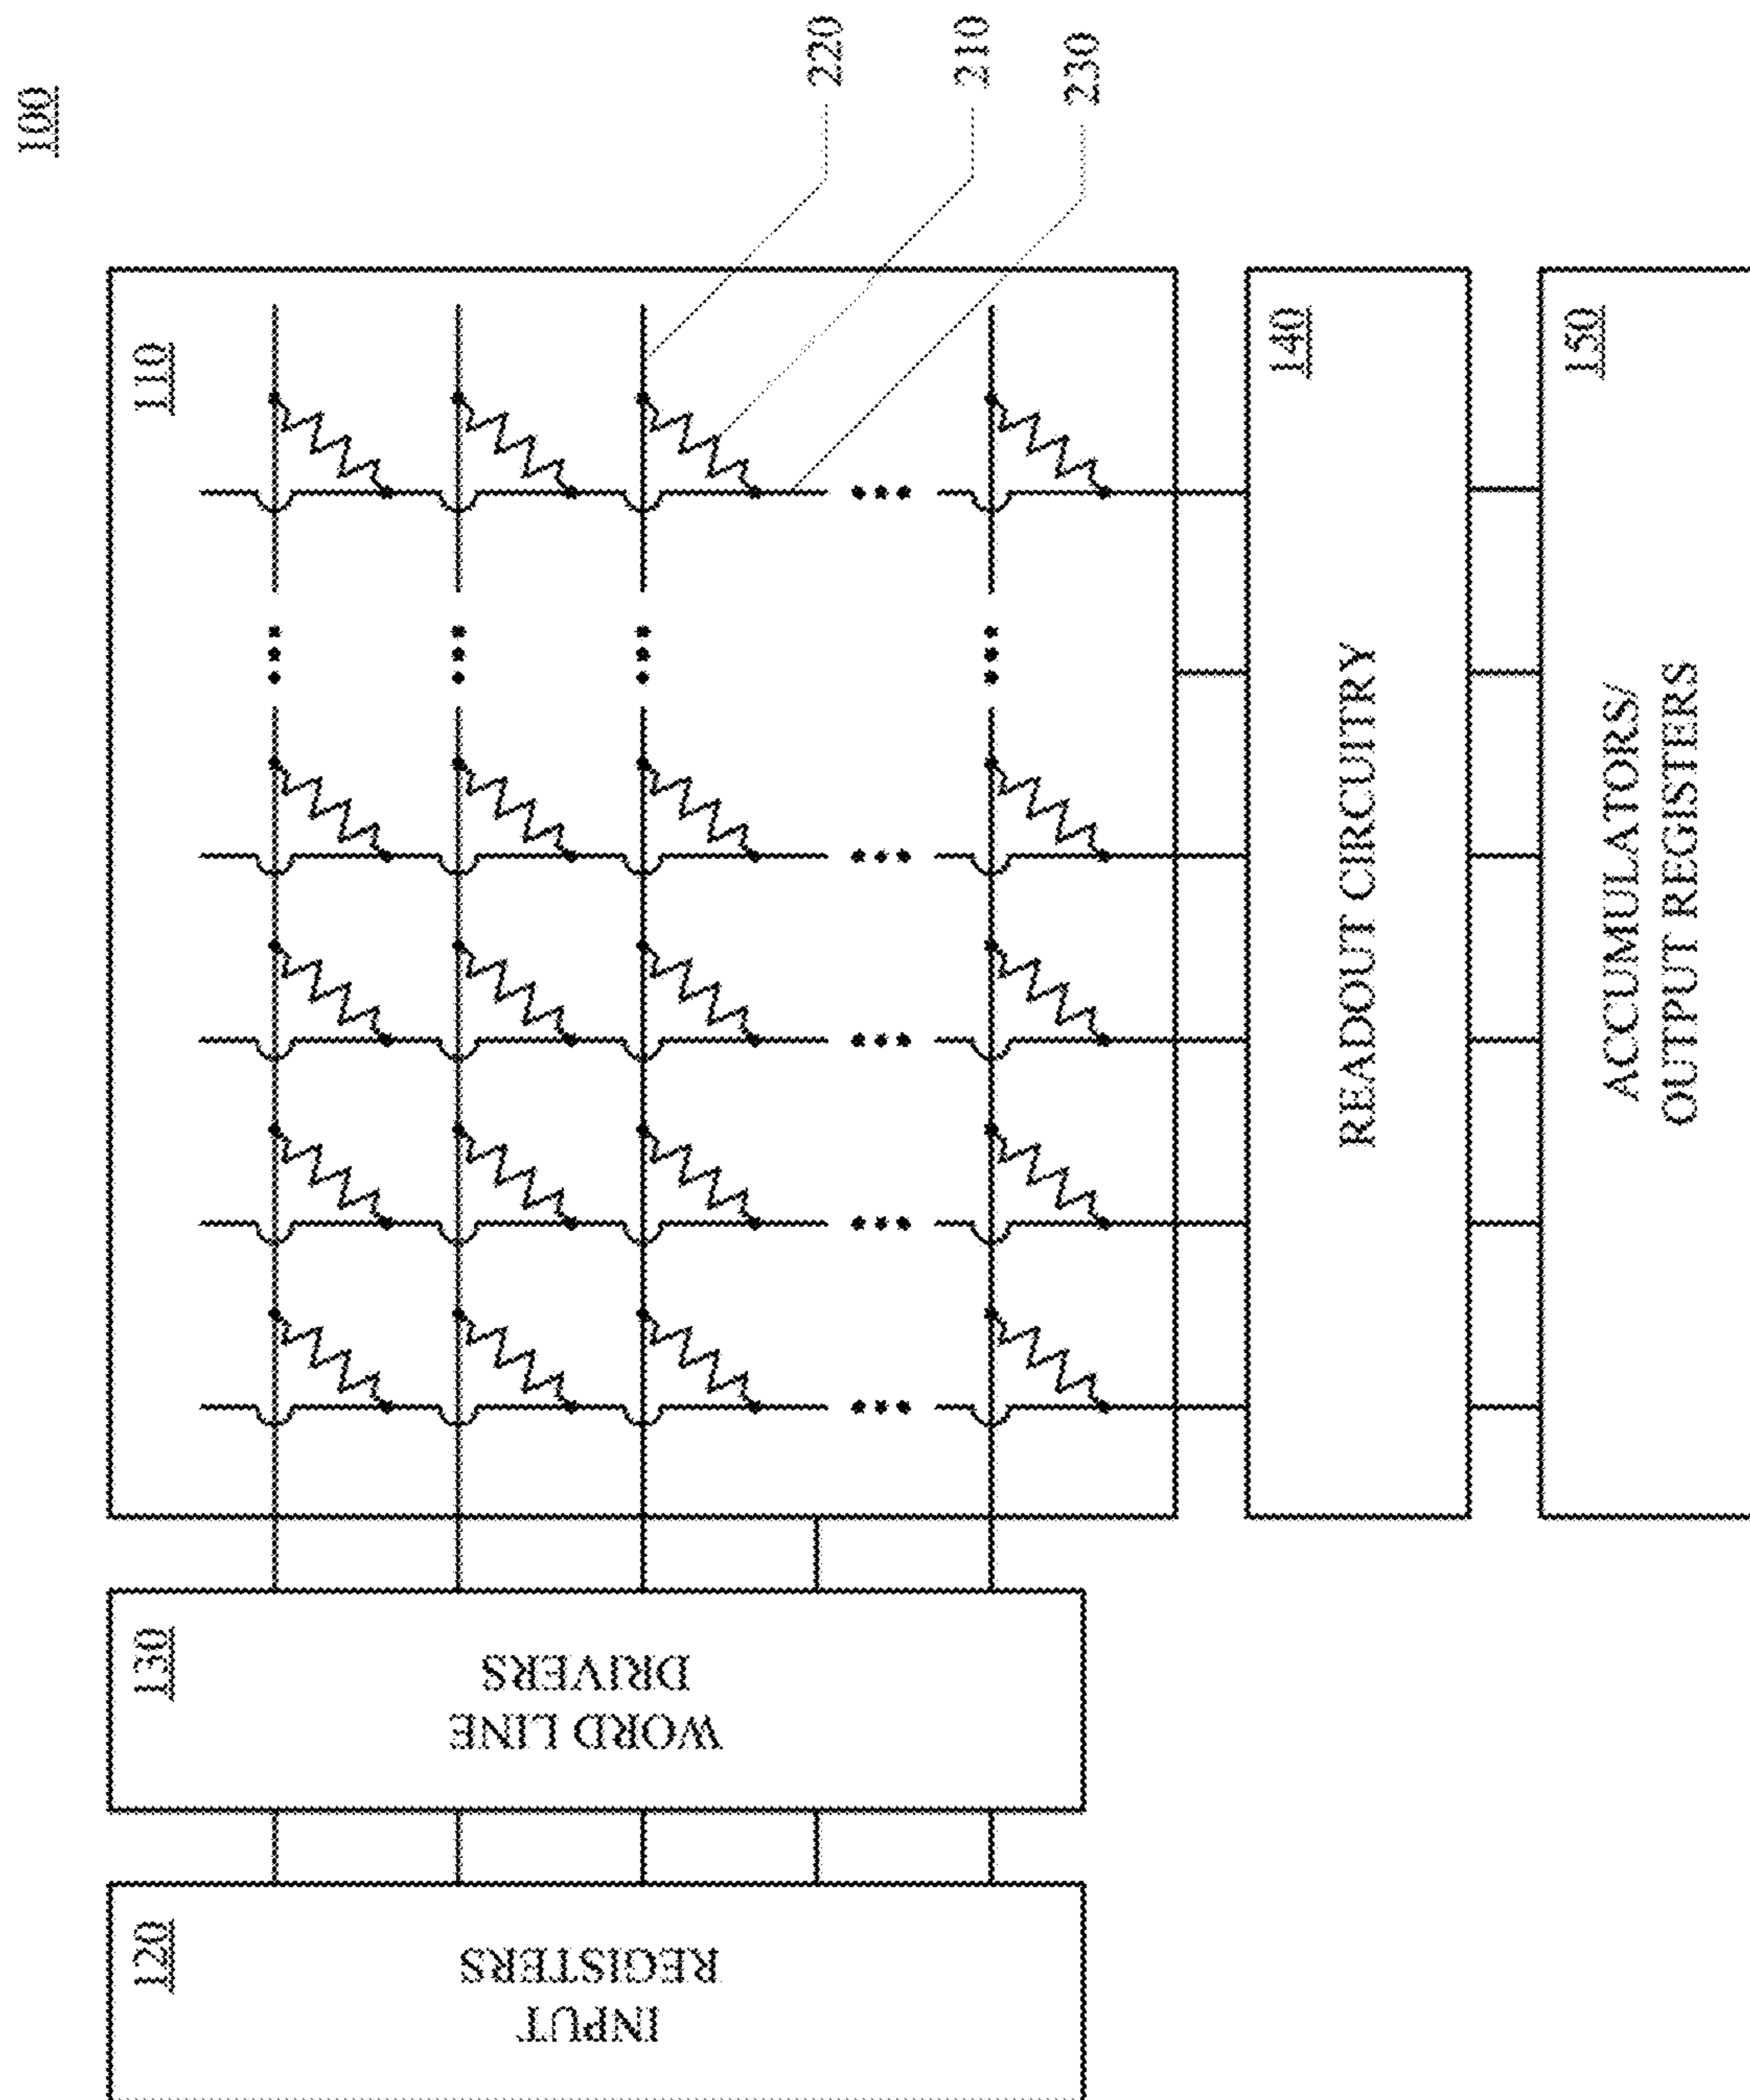 100
110
220
210
230
120
INPUT
REGISTERS
130
WORD LINE
DRIVERS
140
READOUT CIRCUITRY
150
ACCUMULATORS/
OUTPUT REGISTERS